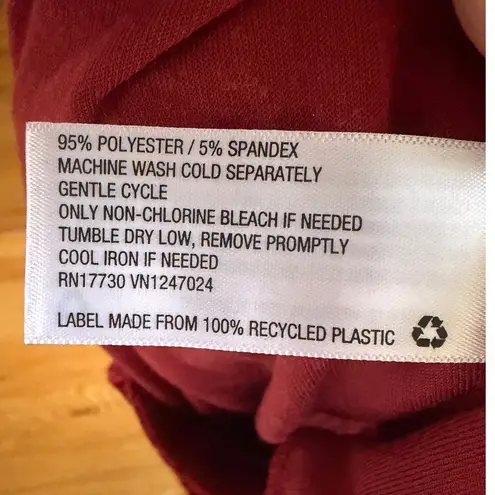 95% POLYESTER / 5% SPANDEX
MACHINE WASH COLD SEPARATELY
GENTLE CYCLE
ONLY NON-CHLORINE BLEACH IF NEEDED
TUMBLE DRY LOW, REMOVE PROMPTLY
COOL IRON IF NEEDED
RN17730 VN1247024
LABEL MADE FROM 100% RECYCLED PLASTIC